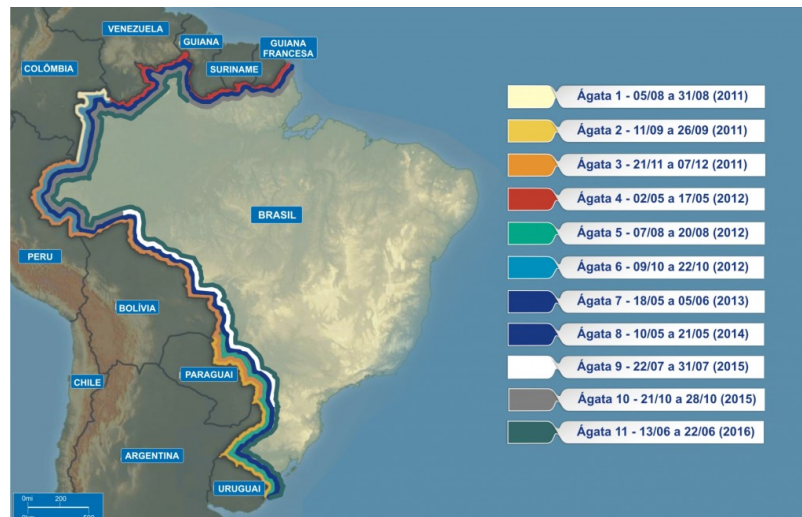 VENEZUELA
GUIANA
GUIANA
FRANCESA
COLÔMBIA
SURINAME
BRASIL
PERU
BOLÍVIA
PARAGUAI
CHILE
ARGENTINA
URUGUAI
0mi 200
Ágata 1 - 05/08 a 31/08 (2011)
Ágata 2 - 11/09 a 26/09 (2011)
Ágata 3 - 21/11 a 07/12 (2011)
Ágata 4 - 02/05 a 17/05 (2012)
Ágata 5 - 07/08 a 20/08 (2012)
Ágata 6 - 09/10 a 22/10 (2012)
Ágata 7 - 18/05 a 05/06 (2013)
Ágata 8 - 10/05 a 21/05 (2014)
Ágata 9 - 22/07 a 31/07 (2015)
Ágata 10 - 21/10 a 28/10 (2015)
Ágata 11 - 13/06 a 22/06 (2016)